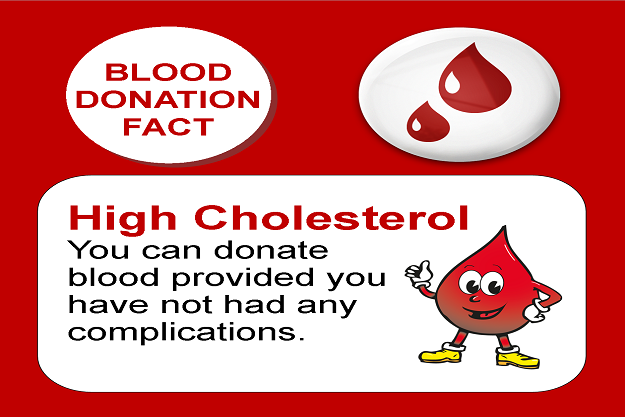 BLOOD
DONATION
FACT
High Cholesterol
You can donate
blood provided you
have not had any
complications.